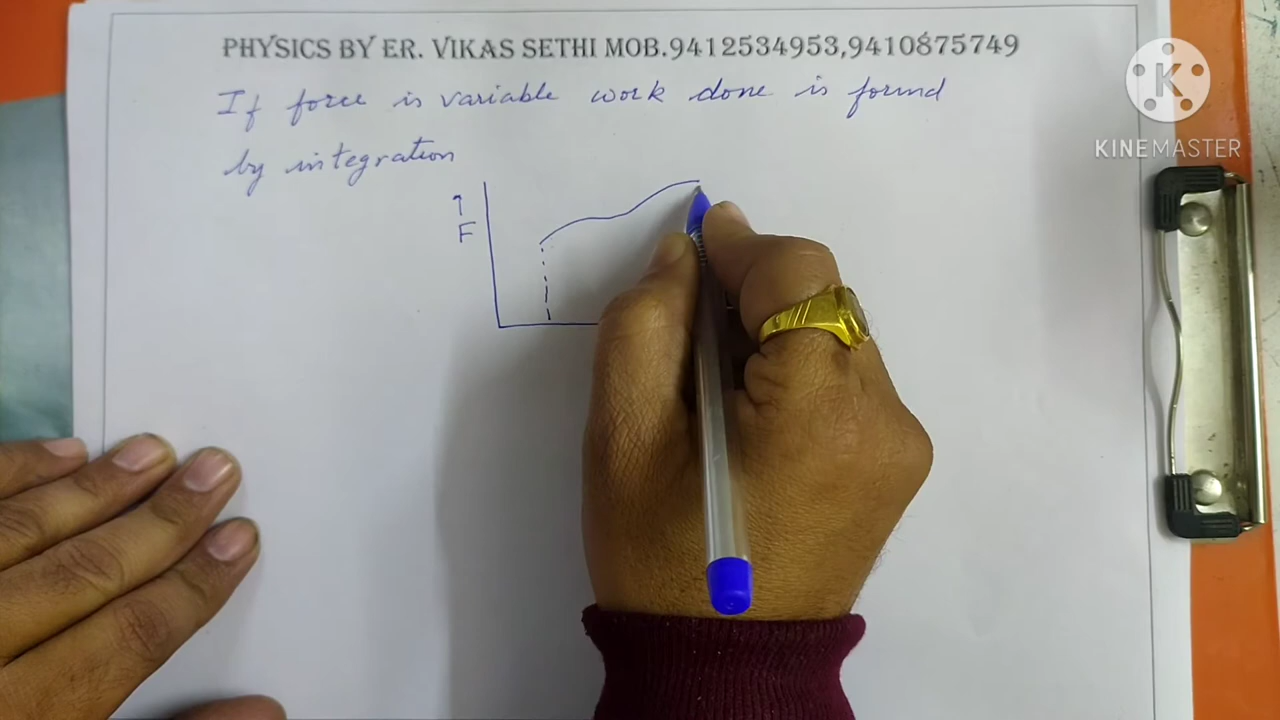 PHYSICS BY ER. VIKAS SETHI MOB.9412534953,9410875749
If force is variable work done is found
by integration
↑
F
K
KINEMASTER